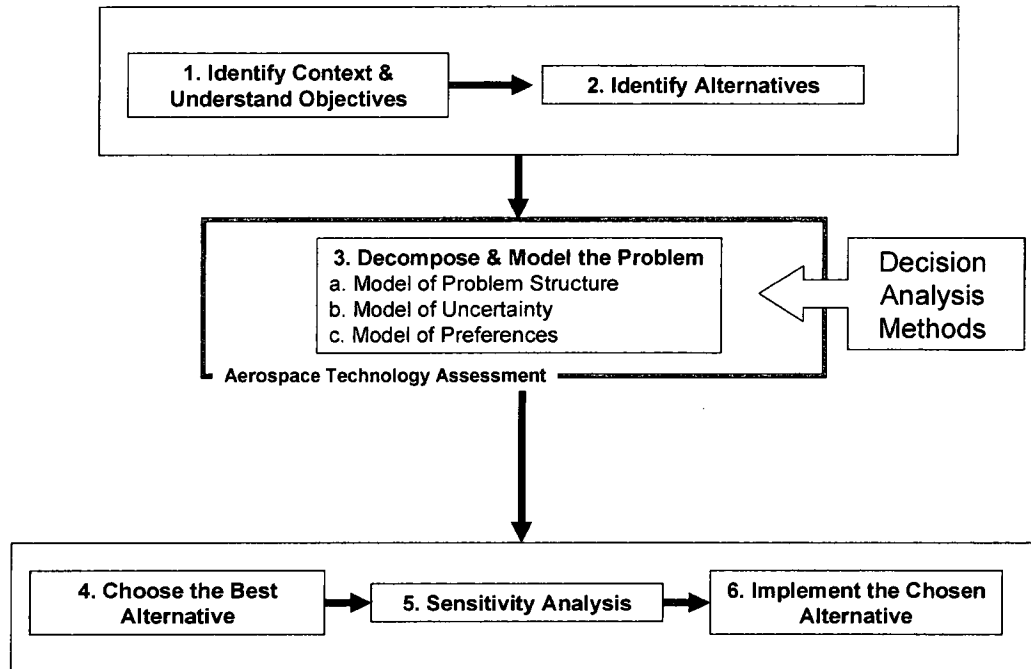 1. Identify Context &
Understand Objectives
2. Identify Alternatives
3. Decompose & Model the Problem
a. Model of Problem Structure
b. Model of Uncertainty
c. Model of Preferences
Aerospace Technology Assessment
Decision
Analysis
Methods
4. Choose the Best
Alternative
5. Sensitivity Analysis
6. Implement the Chosen
Alternative